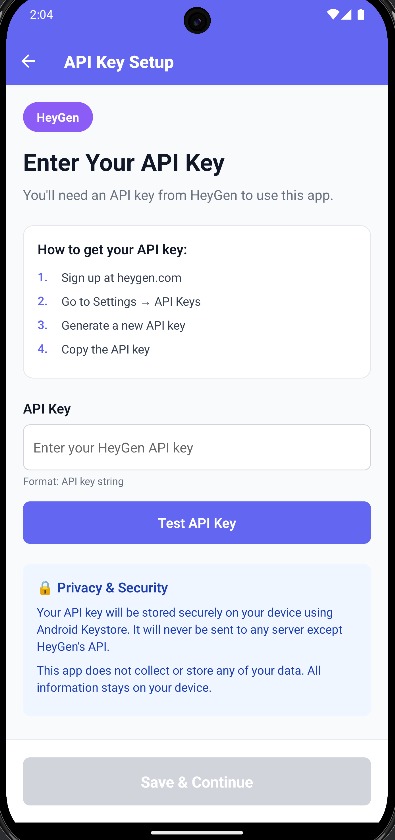 2:04
API Key Setup
HeyGen
Enter Your API Key
You'll need an API key from HeyGen to use this app.
How to get your API key:
1. Sign up at heygen.com
2. Go to Settings → API Keys
3. Generate a new API key
4. Copy the API key
API Key
Enter your HeyGen API key
Format: API key string
Test API Key
🔒 Privacy & Security
Your API key will be stored securely on your device using
Android Keystore. It will never be sent to any server except
HeyGen's API.
This app does not collect or store any of your data. All
information stays on your device.
Save & Continue